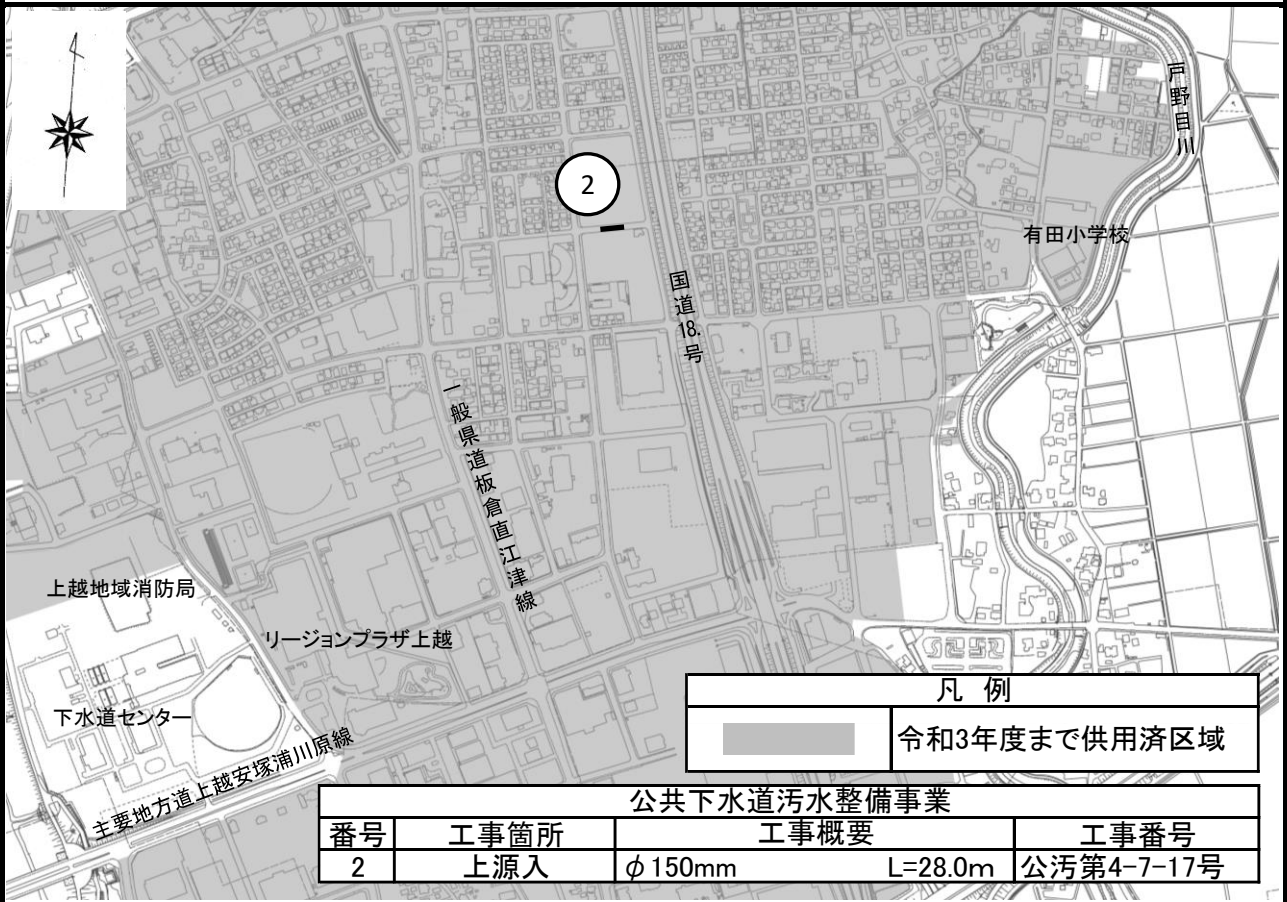 戸野目川
2
有田小学校
国道18.号
一般県道板倉直江津線
上越地域消防局
リージョンプラザ上越
下水道センター
主要地方道上越安塚浦川原線
凡 例
令和3年度まで供用済区域
公共下水道汚水整備事業
番号 工事箇所 工事概要 工事番号
2 上源入 φ150mm L=28.0m 公汚第4-7-17号